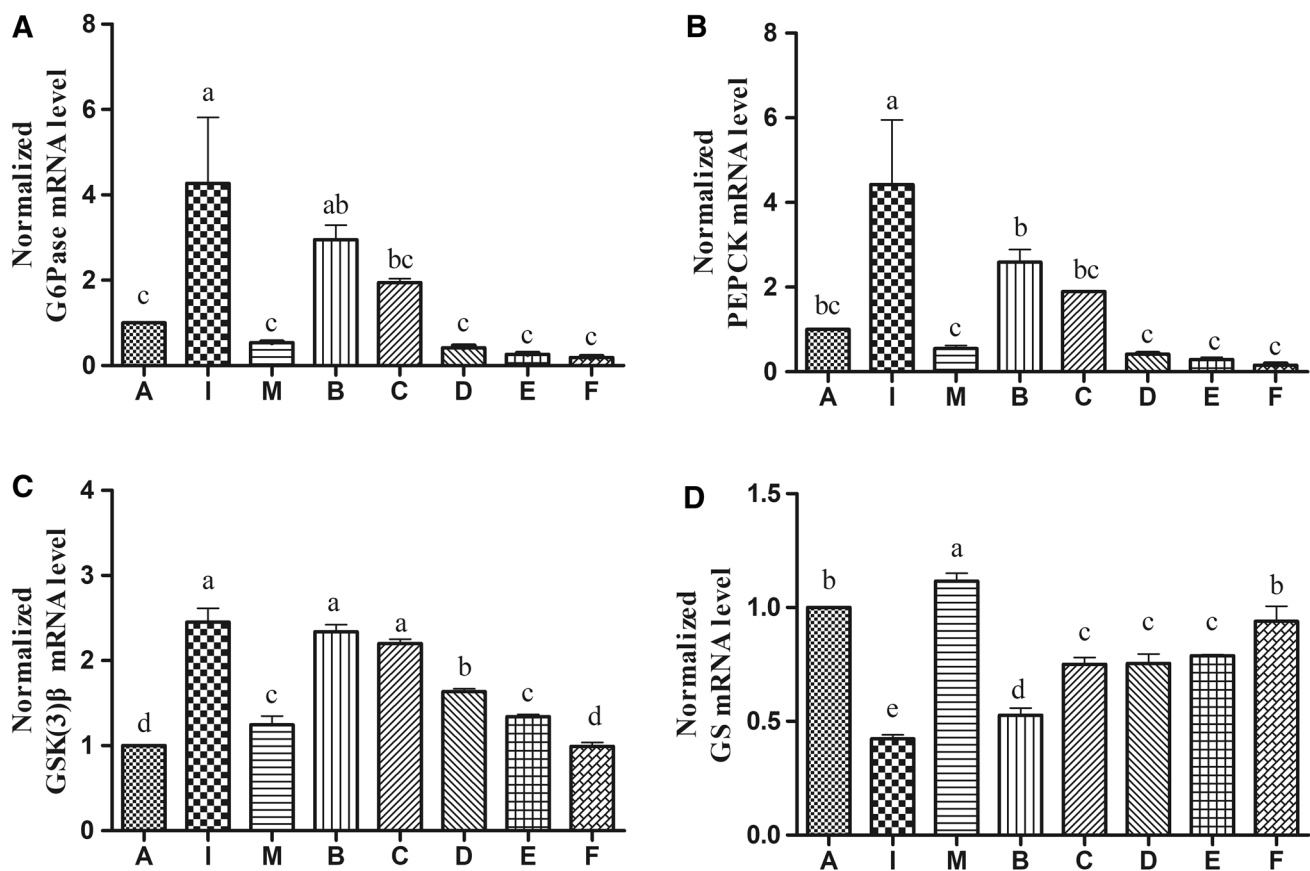 A
Normalized
G6Pase mRNA level
8
6
4
2
0
c
a
c
ab
bc
c
c
c
A I M B C D E F
B
Normalized
PEPCK mRNA level
8
6
4
2
0
bc
a
c
b
bc
c
c
c
A I M B C D E F
C
Normalized
GSK(3)β mRNA level
4
3
2
1
0
d
a
c
a
a
b
c
d
A I M B C D E F
D
Normalized
GS mRNA level
1.5
1.0
0.5
0.0
b
e
a
d
c
c
c
b
A I M B C D E F